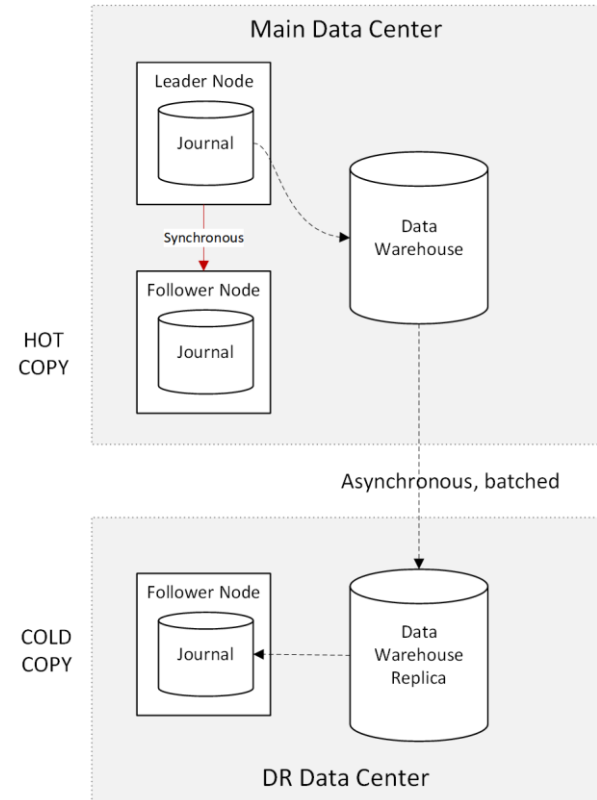 Main Data Center
Leader Node
Journal
Synchronous
Data
Warehouse
Follower Node
Journal
HOT
COPY
Asynchronous, batched
Follower Node
Journal
Data
Warehouse
Replica
COLD
COPY
DR Data Center